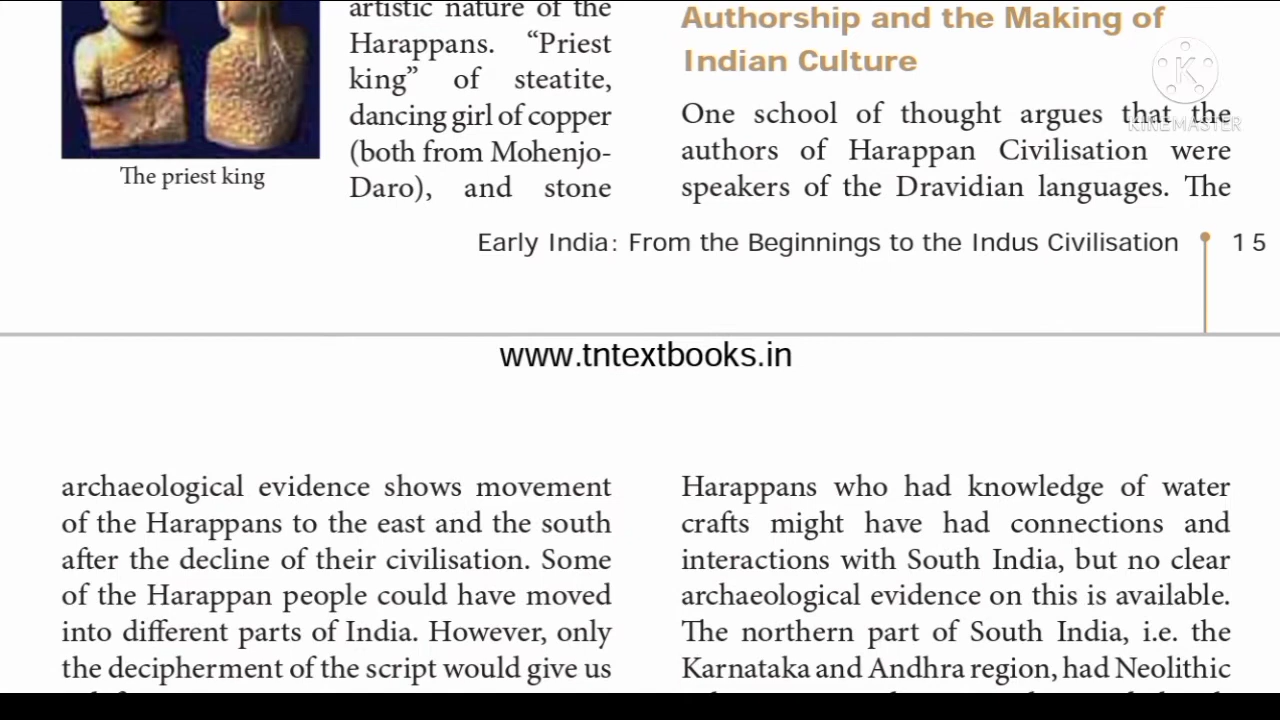 artistic nature of the
Harappans. “Priest
king” of steatite,
dancing girl of copper
(both from Mohenjo-
Daro), and stone
The priest king
Authorship and the Making of
Indian Culture
One school of thought argues that the
authors of Harappan Civilisation were
speakers of the Dravidian languages. The
KINEMASTER
Early India: From the Beginnings to the Indus Civilisation 15
www.tntextbooks.in
archaeological evidence shows movement
of the Harappans to the east and the south
after the decline of their civilisation. Some
of the Harappan people could have moved
into different parts of India. However, only
the decipherment of the script would give us
Harappans who had knowledge of water
crafts might have had connections and
interactions with South India, but no clear
archaeological evidence on this is available.
The northern part of South India, i.e. the
Karnataka and Andhra region, had Neolithic